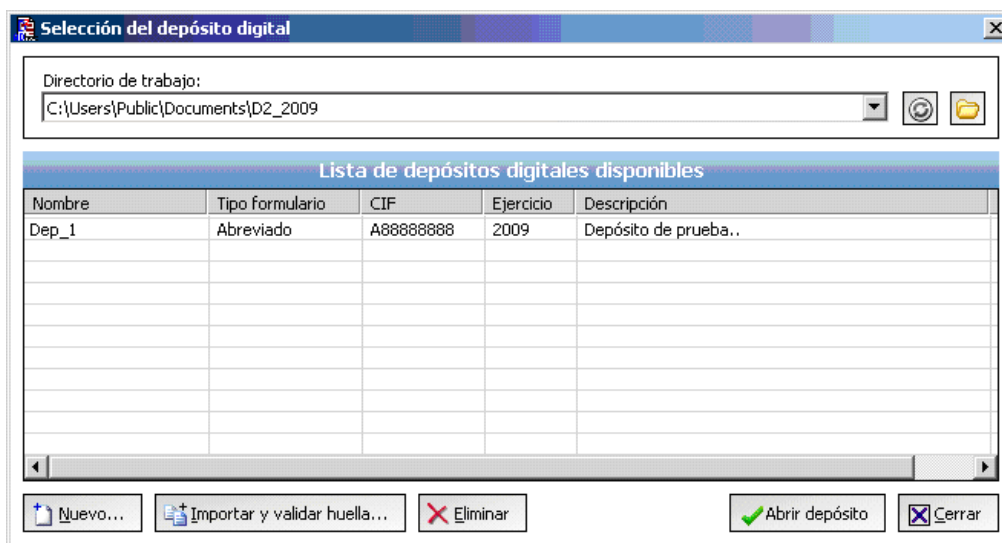 Selección del depósito digital
Directorio de trabajo:
C:\Users\Public\Documents\D2_2009
Lista de depósitos digitales disponibles
Nombre Tipo formulario CIF Ejercicio Descripción
Dep_1 Abreviado A88888888 2009 Depósito de prueba..
Nuevo... Importar y validar huella... Eliminar Abrir depósito Cerrar